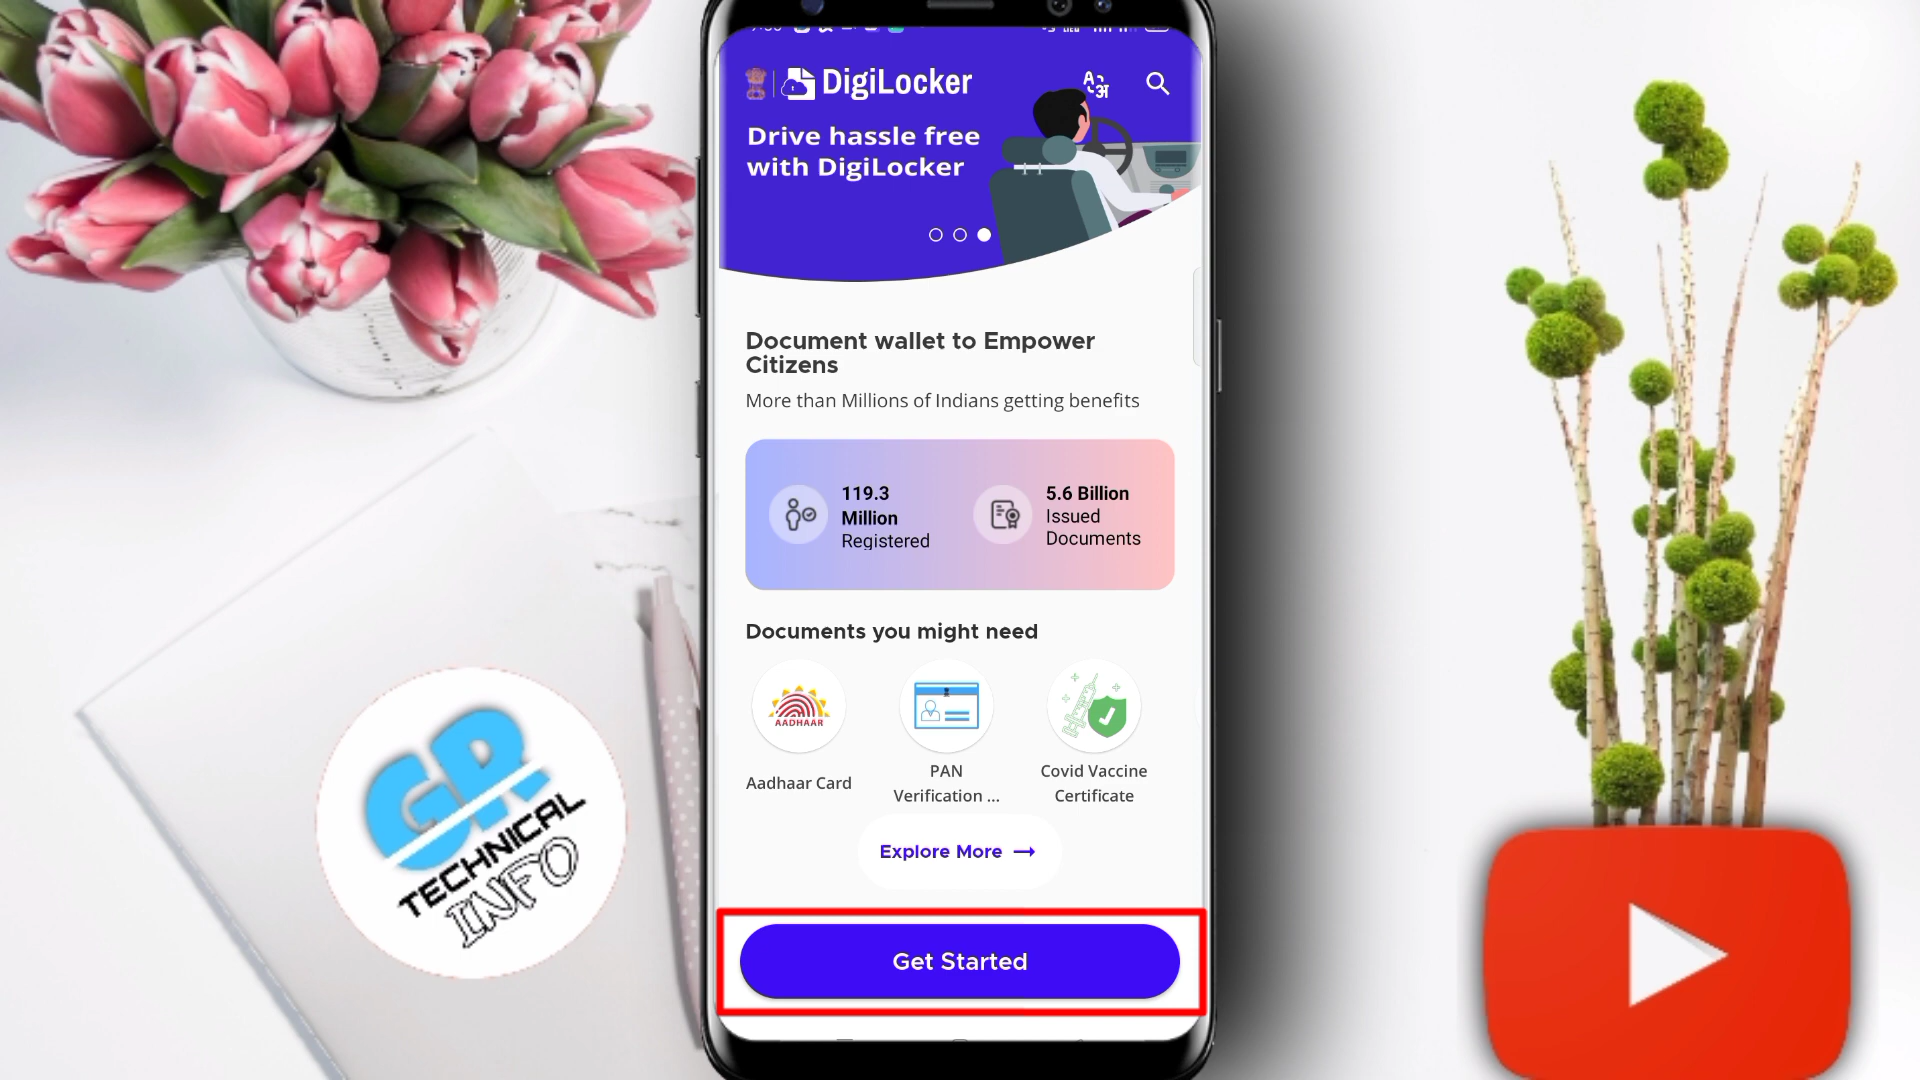 DigiLocker
A
अ
Drive hassle free
with DigiLocker
Document wallet to Empower
Citizens
More than Millions of Indians getting benefits
119.3
Million
Registered
5.6 Billion
Issued
Documents
Documents you might need
AADHAAR
Aadhaar Card
PAN
Verification ...
Covid Vaccine
Certificate
Explore More
Get Started
GR
TECHNICAL
INFO